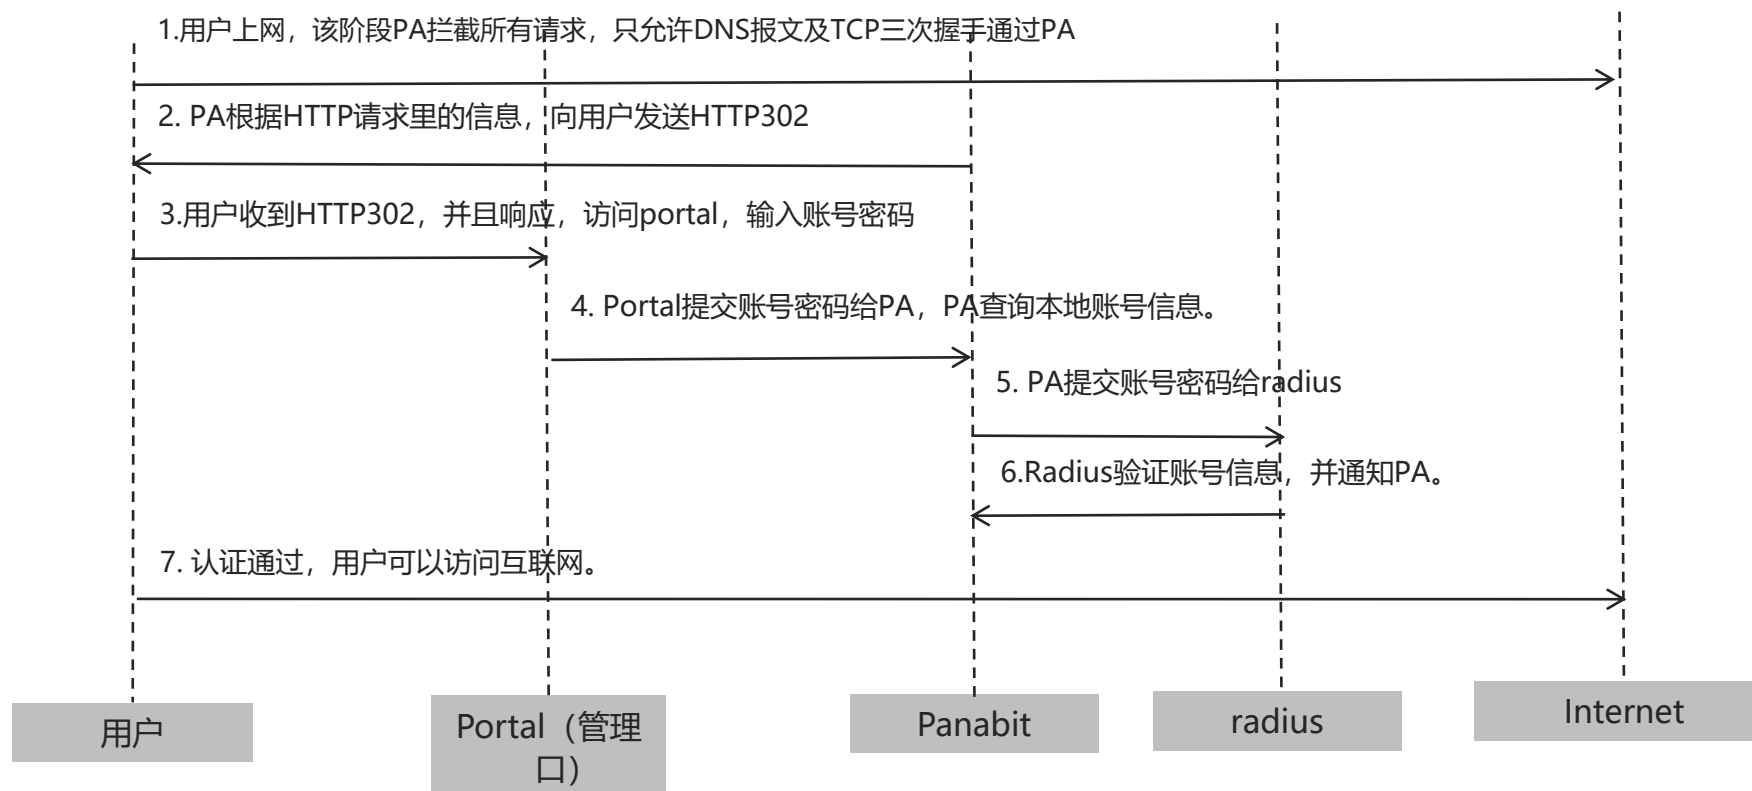 1.用户上网，该阶段PA拦截所有请求，只允许DNS报文及TCP三次握手通过PA
2. PA根据HTTP请求里的信息，向用户发送HTTP302
3.用户收到HTTP302，并且响应，访问portal，输入账号密码
4. Portal提交账号密码给PA，PA查询本地账号信息。
5. PA提交账号密码给radius
6.Radius验证账号信息，并通知PA。
7. 认证通过，用户可以访问互联网。
用户
Portal（管理
口）
Panabit
radius
Internet